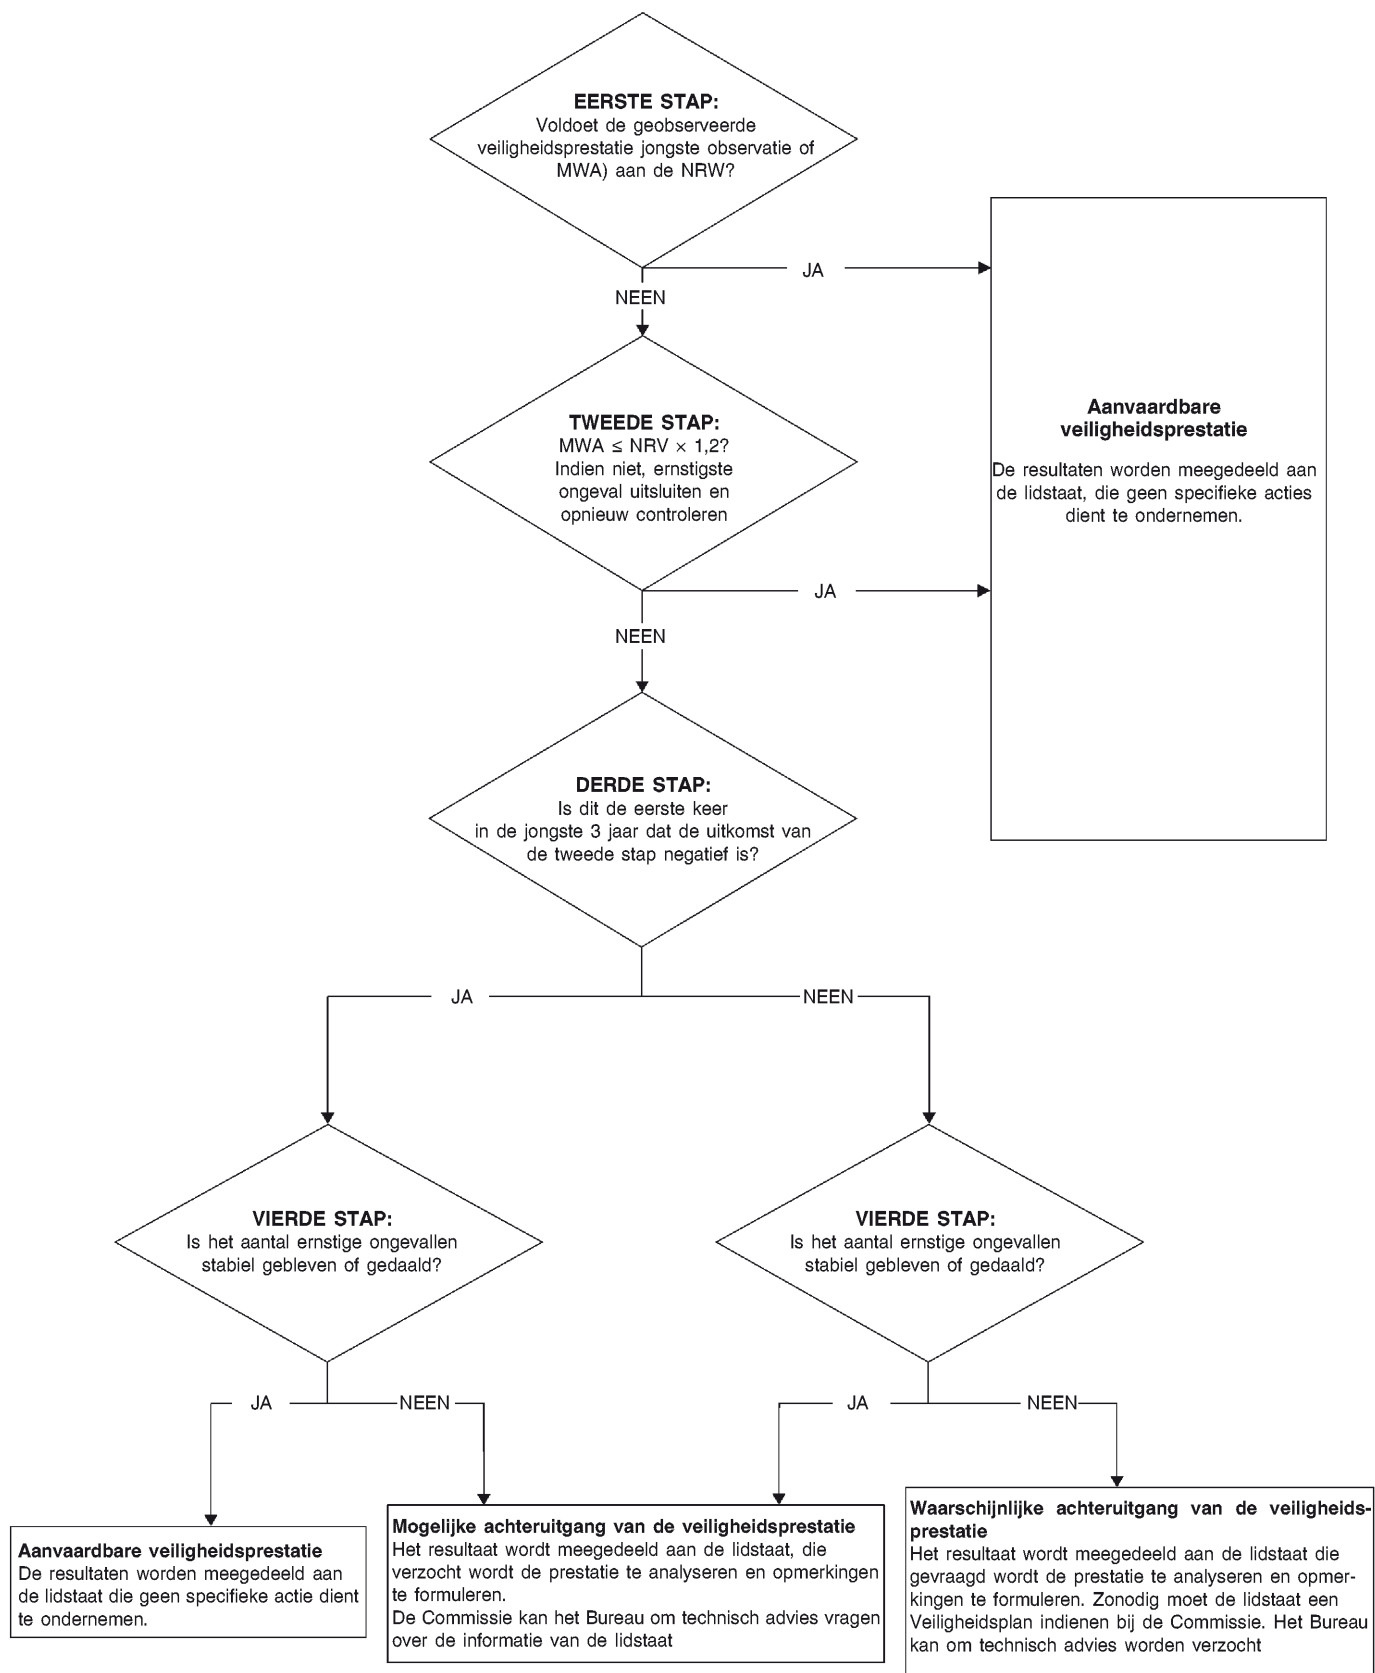 EERSTE STAP:
Voldoet de geobserveerde
veiligheidsprestatie jongste observatie of
MWA) aan de NRW?
JA
NEEN
TWEEDE STAP:
MWA ≤ NRV × 1,2?
Indien niet, ernstigste
ongeval uitsluiten en
opnieuw controleren
Aanvaardbare
veiligheidsprestatie
De resultaten worden meegedeeld aan
de lidstaat, die geen specifieke acties
dient te ondernemen.
JA
NEEN
DERDE STAP:
Is dit de eerste keer
in de jongste 3 jaar dat de uitkomst van
de tweede stap negatief is?
JA
NEEN
VIERDE STAP:
Is het aantal ernstige ongevallen
stabiel gebleven of gedaald?
VIERDE STAP:
Is het aantal ernstige ongevallen
stabiel gebleven of gedaald?
JA
NEEN
JA
NEEN
Aanvaardbare veiligheidsprestatie
De resultaten worden meegedeeld aan
de lidstaat die geen specifieke actie dient
te ondernemen.
Mogelijke achteruitgang van de veiligheidsprestatie
Het resultaat wordt meegedeeld aan de lidstaat, die
verzocht wordt de prestatie te analyseren en opmerkingen
te formuleren.
De Commissie kan het Bureau om technisch advies vragen
over de informatie van de lidstaat
Waarschijnlijke achteruitgang van de veiligheids-
prestatie
Het resultaat wordt meegedeeld aan de lidstaat die
gevraagd wordt de prestatie te analyseren en opmer-
kingen te formuleren. Zonodig moet de lidstaat een
Veiligheidsplan indienen bij de Commissie. Het Bureau
kan om technisch advies worden verzocht